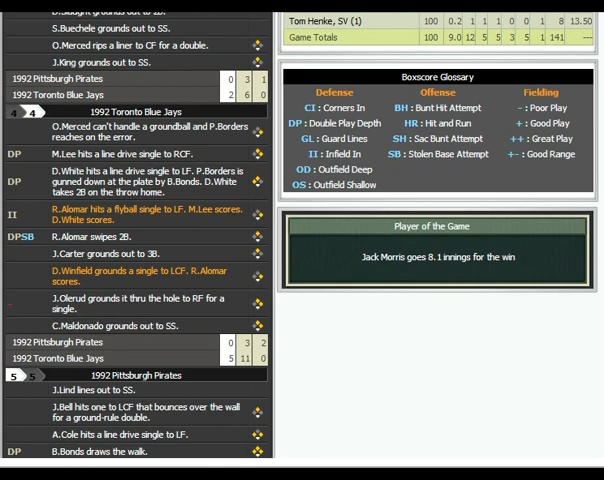 S.Buechele grounds out to SS.
O.Merced rips a liner to CF for a double.
J.King grounds out to SS.
1992 Pittsburgh Pirates 0 3 1
1992 Toronto Blue Jays 2 6 0
4 4 1992 Toronto Blue Jays
O.Merced can't handle a groundball and P.Borders
reaches on the error.
DP M.Lee hits a line drive single to RCF.
D.White hits a line drive single to LF. P.Borders is
DP gunned down at the plate by B.Bonds. D.White
takes 2B on the throw home.
II R.Alomar hits a flyball single to LF. M.Lee scores.
D.White scores.
DPSB R.Alomar swipes 2B.
J.Carter grounds out to 3B.
D.Winfield grounds a single to LCF. R.Alomar
scores.
- J.Olerud grounds it thru the hole to RF for a
single.
C.Maldonado grounds out to SS.
1992 Pittsburgh Pirates 0 3 2
1992 Toronto Blue Jays 5 11 0
5 5 1992 Pittsburgh Pirates
J.Lind lines out to SS.
J.Bell hits one to LCF that bounces over the wall
for a ground-rule double.
A.Cole hits a line drive single to LF.
DP B.Bonds draws the walk.
Tom Henke, SV (1) 100 0.2 1 1 1 0 0 1 8 13.50
Game Totals 100 9.0 12 5 5 3 5 1 141 ---
Boxscore Glossary
Defense Offense Fielding
CI : Corners In BH : Bunt Hit Attempt - : Poor Play
DP : Double Play Depth HR : Hit and Run + : Good Play
GL : Guard Lines SH : Sac Bunt Attempt ++ : Great Play
II : Infield In SB : Stolen Base Attempt +- : Good Range
OD : Outfield Deep
OS : Outfield Shallow
Player of the Game
Jack Morris goes 8.1 innings for the win